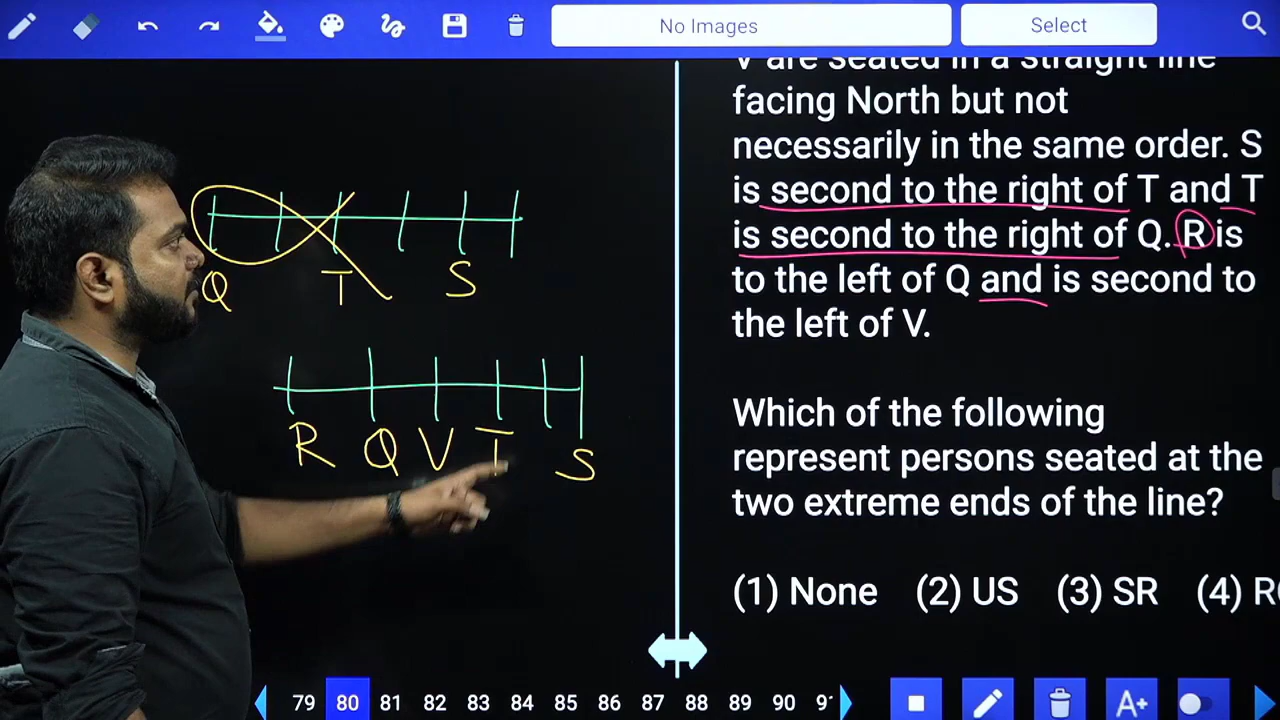 No Images
Select
V are seated in a straight line
facing North but not
necessarily in the same order. S
is second to the right of T and T
is second to the right of Q. R is
to the left of Q and is second to
the left of V.
Which of the following
represent persons seated at the
two extreme ends of the line?
(1) None (2) US (3) SR (4) R
Q T S
R Q V T S
79 80 81 82 83 84 85 86 87 88 89 90
A+